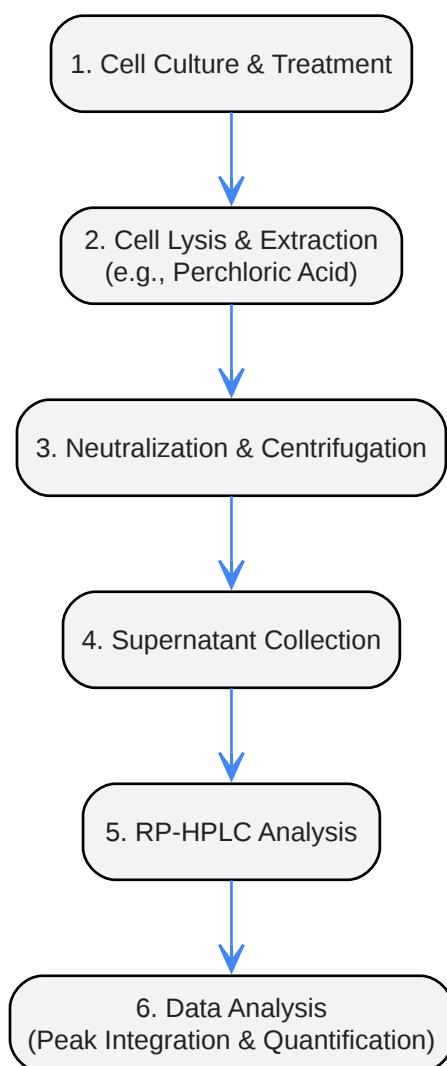 1. Cell Culture & Treatment
2. Cell Lysis & Extraction
(e.g., Perchloric Acid)
3. Neutralization & Centrifugation
4. Supernatant Collection
5. RP-HPLC Analysis
6. Data Analysis
(Peak Integration & Quantification)